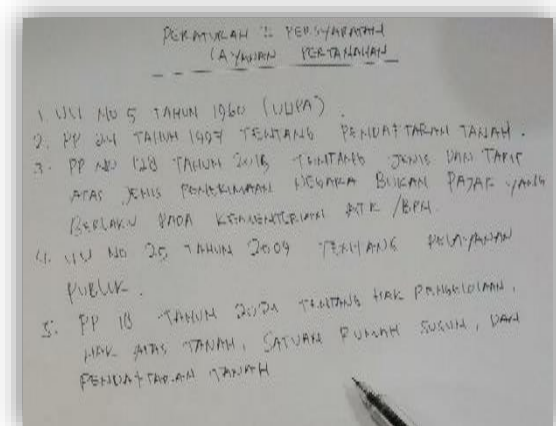 PERATURAN 2 PERSYARATAN
LAYANAN PERTANAHAN
1 UU NO 5 TAHUN 1960 (UUPA).
2. PP 24 TAHUN 1997 TENTANG PENDAFTARAN TANAH.
3. PP NO 128 TAHUN 2015 TENTANG JENIS DAN TARIF
ATAS JENIS PENERIMAAN NEGARA BUKAN PAJAK YANG
BERLAKU PADA KEMENTERIAN ATR/BPN
4. UU NO 25 TAHUN 2009 TENTANG PELAYANAN
PUBLIK.
5. PP 18 TAHUN 2021 TENTANG HAK PENGELOLAAN,
HAK ATAS TANAH, SATUAN RUMAH SUSUN, DAN
PENDAFTARAN TANAH